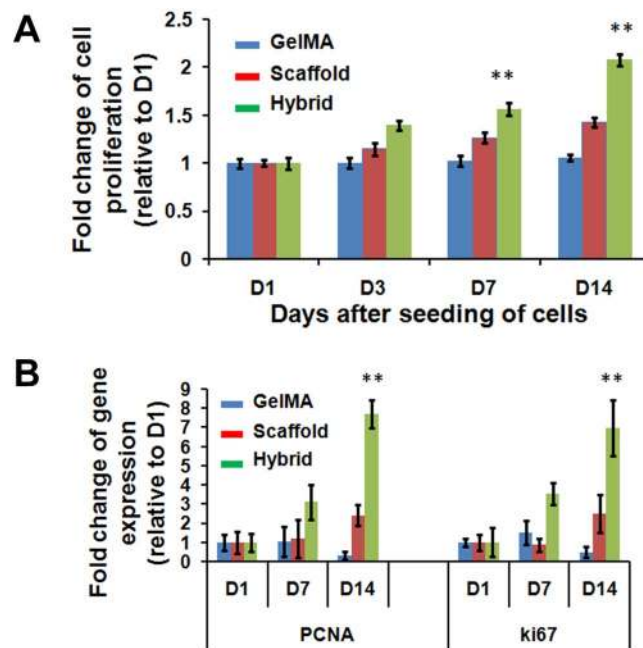 A
Fold change of cell
proliferation
(relative to D1)
2.5
2
1.5
1
0.5
0
GelMA
Scaffold
Hybrid
**
**
D1 D3 D7 D14
Days after seeding of cells
B
Fold change of gene
expression
(relative to D1)
9
8
7
6
5
4
3
2
1
0
GelMA
Scaffold
Hybrid
**
**
D1 D7 D14 D1 D7 D14
PCNA ki67